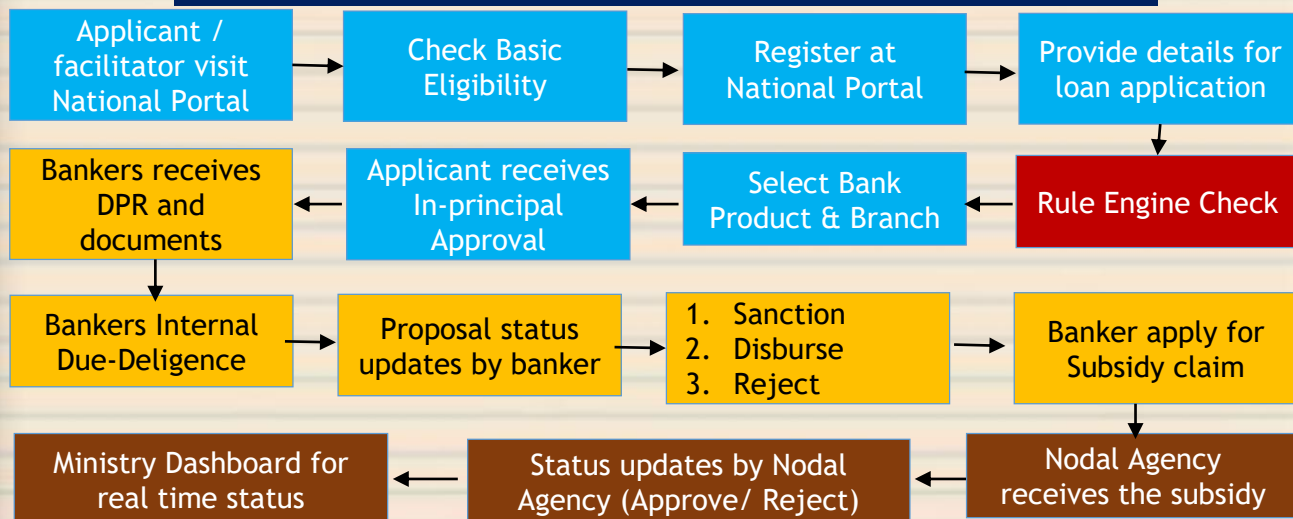 Applicant /
facilitator visit
National Portal
Check Basic
Eligibility
Register at
National Portal
Provide details for
loan application
Bankers receives
DPR and
documents
Applicant receives
In-principal
Approval
Select Bank
Product & Branch
Rule Engine Check
Bankers Internal
Due-Deligence
Proposal status
updates by banker
1. Sanction
2. Disburse
3. Reject
Banker apply for
Subsidy claim
Ministry Dashboard for
real time status
Status updates by Nodal
Agency (Approve/ Reject)
Nodal Agency
receives the subsidy